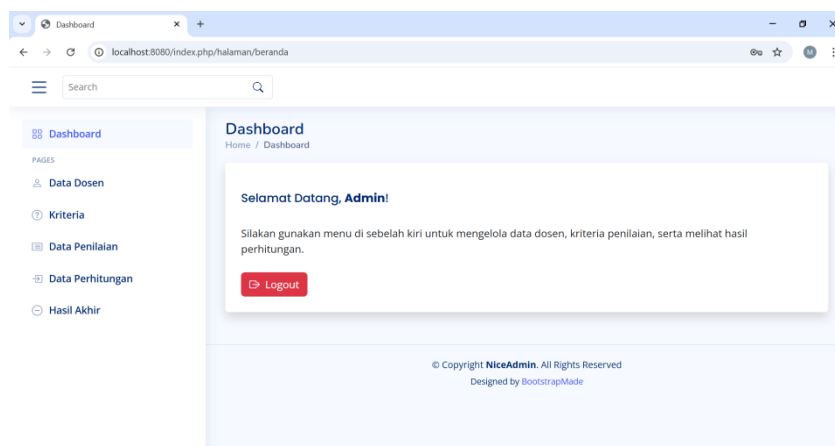 Dashboard
localhost:8080/index.php/halaman/beranda
M
Search
Dashboard
PAGES
Data Dosen
Kriteria
Data Penilaian
Data Perhitungan
Hasil Akhir
Dashboard
Home / Dashboard
Selamat Datang, Admin!
Silakan gunakan menu di sebelah kiri untuk mengelola data dosen, kriteria penilaian, serta melihat hasil
perhitungan.
Logout
© Copyright NiceAdmin. All Rights Reserved
Designed by BootstrapMade